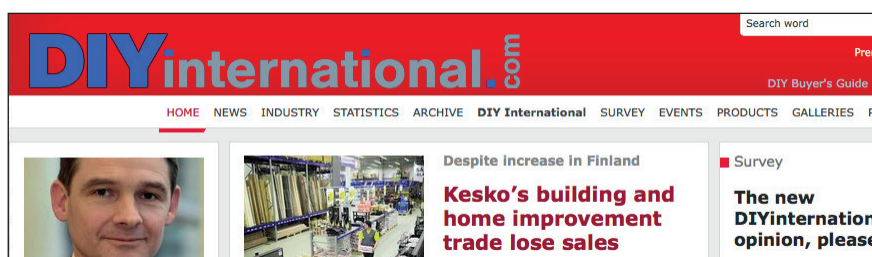 Search word
DIYinternational.com
DIY Buyer's Guide
HOME NEWS INDUSTRY STATISTICS ARCHIVE DIY International SURVEY EVENTS PRODUCTS GALLERIES
Despite increase in Finland
Kesko's building and
home improvement
trade lose sales
Survey
The new
opinion, please